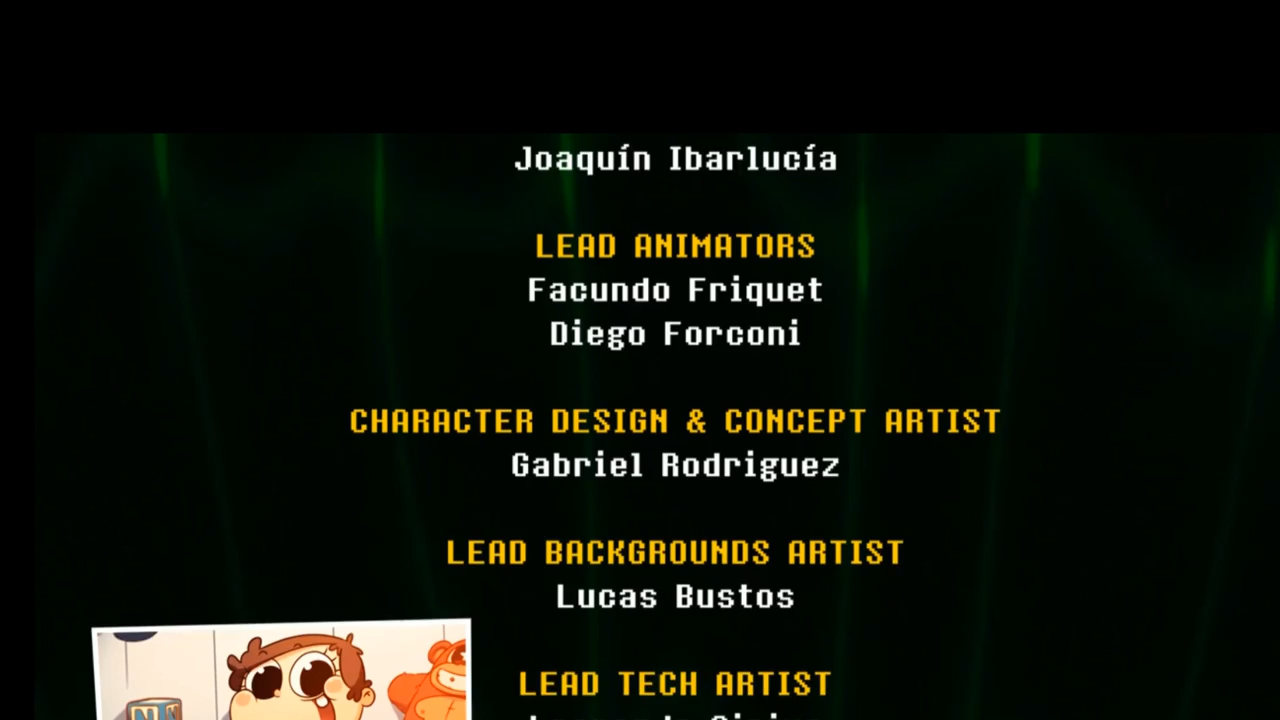 Joaquín Ibarlucía
LEAD ANIMATORS
Facundo Friquet
Diego Forconi
CHARACTER DESIGN & CONCEPT ARTIST
Gabriel Rodriguez
LEAD BACKGROUNDS ARTIST
Lucas Bustos
LEAD TECH ARTIST